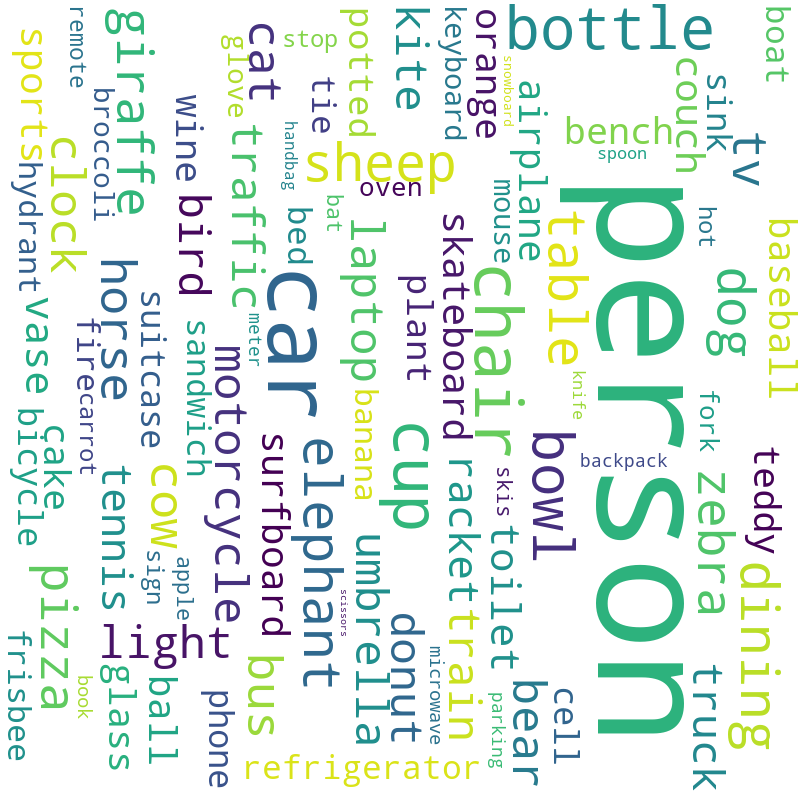 remote
giraffe
cat
stop
potted
kite
keyboard
orange
bottle
boat
sports
glove
snowboard
couch
sink
broccoli
wine
tie
airplane
bench
tv
spoon
clock
traffic
handbag
sheep
oven
hydrant
bird
bed
bat
mouse
person
hot
baseball
laptop
skateboard
table
dog
horse
car
chair
plant
suitcase
vase
fire
sandwich
meter
motorcycle
banana
knife
fork
carrot
bicycle
cake
surfboard
elephant
cup
bowl
backpack
teddy
tennis
cow
racket
skis
zebra
sign
apple
umbrella
toilet
pizza
scissors
dining
light
donut
train
frisbee
book
glass
ball
phone
bus
microwave
parking
bear
cell
truck
refrigerator